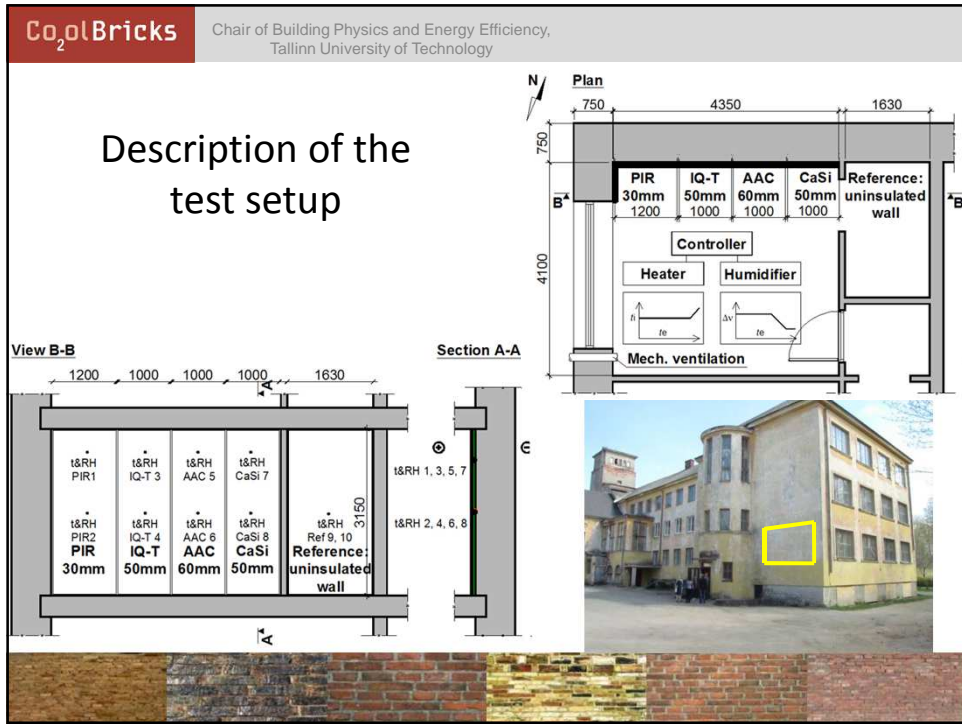 Co₂olBricks
Chair of Building Physics and Energy Efficiency,
Tallinn University of Technology
Description of the
test setup
N
Plan
750 4350 1630
750
4100
B
PIR IQ-T AAC CaSi Reference:
30mm 50mm 60mm 50mm uninsulated
1200 1000 1000 1000 wall
B
Controller
Heater Humidifier
ti
te
Δv
te
Mech. ventilation
View B-B
Section A-A
1200 1000 1000 1000 1630
A
t&RH t&RH t&RH t&RH
PIR1 IQ-T 3 AAC 5 CaSi 7
t&RH 1, 3, 5, 7
t&RH t&RH t&RH t&RH t&RH
PIR2 IQ-T 4 AAC 6 CaSi 8 Ref 9, 10
PIR IQ-T AAC CaSi Reference:
30mm 50mm 60mm 50mm uninsulated
wall
3150
t&RH 2, 4, 6, 8
A